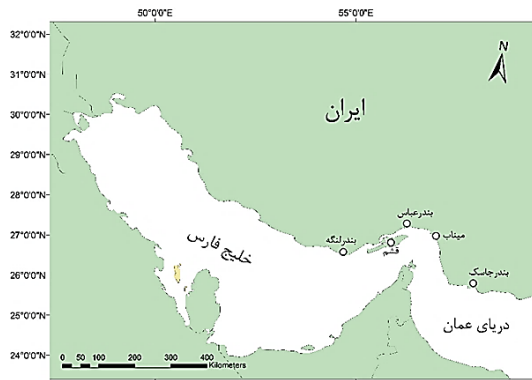 50°0'0"E
55°0'0"E
32°0'0"N
N
31°0'0"N
ایران
30°0'0"N
29°0'0"N
28°0'0"N
بندرعباس
27°0'0"N
میناب
بندرلنگه
خلیج فارس
قشم
26°0'0"N
بندرجاسک
25°0'0"N
دریای عمان
24°0'0"N
0 50 100 200 300 400
Kilometers